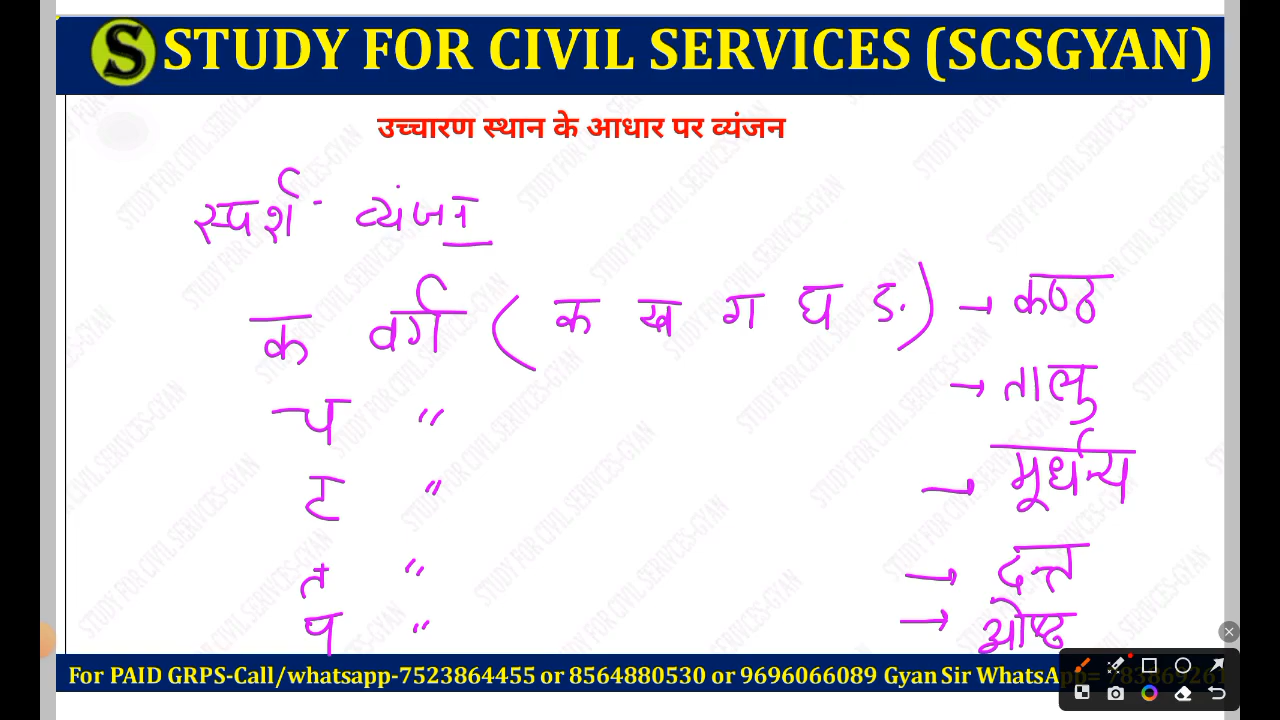 S STUDY FOR CIVIL SERVICES (SCSGYAN)
उच्चारण स्थान के आधार पर व्यंजन
स्पर्श - व्यंजन
क वर्ग ( क ख ग घ ङ ) → कण्ठ
च " → तालु
ट " → मूर्धन्य
त " → दन्त
प " → ओष्ठ
For PAID GRPS-Call/whatsapp-7523864455 or 8564880530 or 9696066089 Gyan Sir WhatsAp